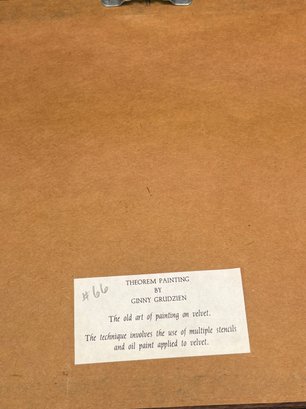 THEOREM PAINTING
BY
#66
GINNY GRUDZIEN
The old art of painting on velvet.
The technique involves the use of multiple stencils
and oil paint applied to velvet.